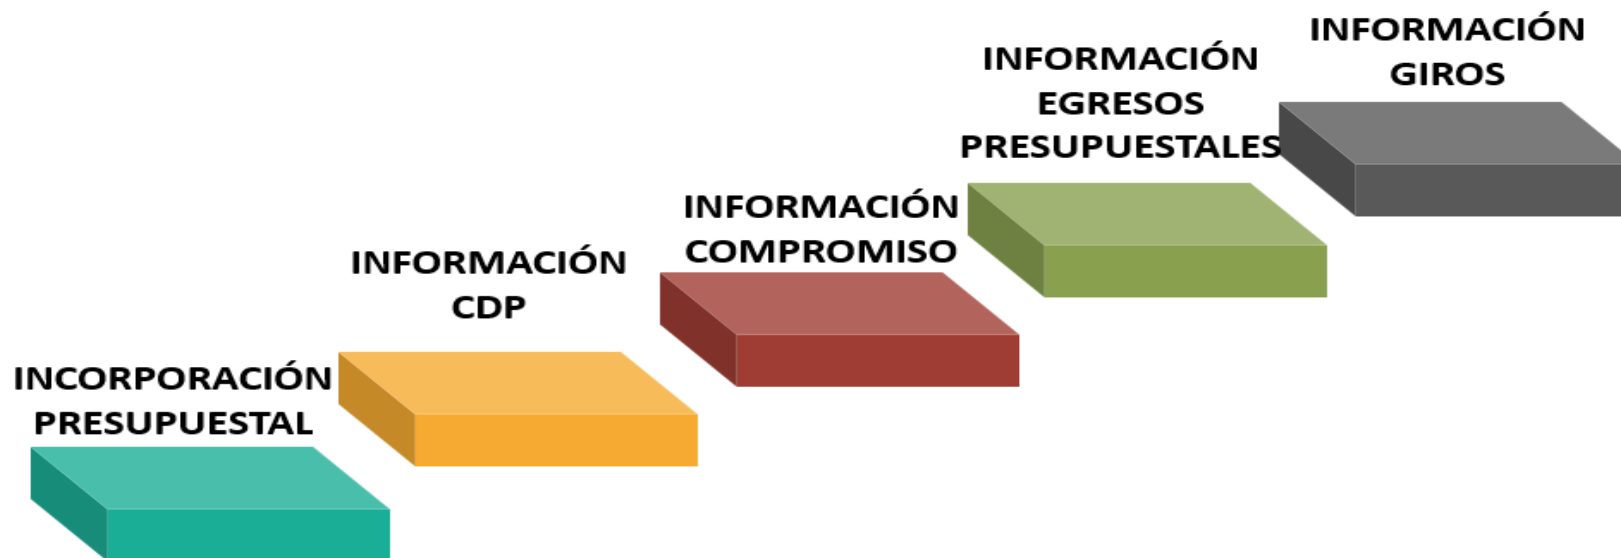 INCORPORACIÓN
PRESUPUESTAL
INFORMACIÓN
CDP
INFORMACIÓN
COMPROMISO
INFORMACIÓN
EGRESOS
PRESUPUESTALES
INFORMACIÓN
GIROS